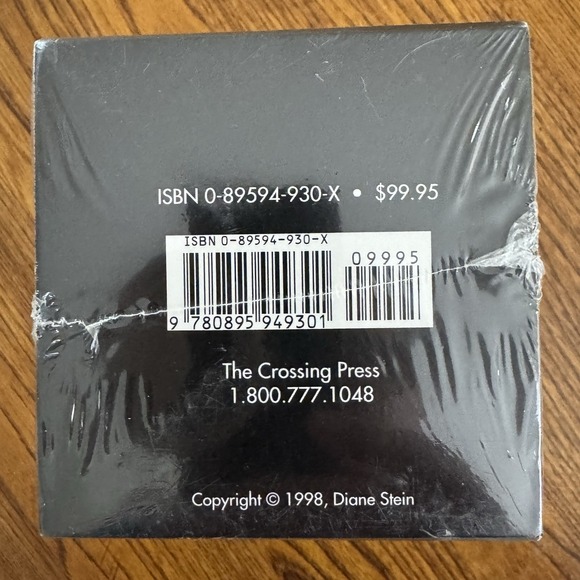 ISBN 0-89594-930-X • $99.95
ISBN 0-89594-930-X
09995
9 780895 949301
The Crossing Press
1.800.777.1048
Copyright © 1998, Diane Stein